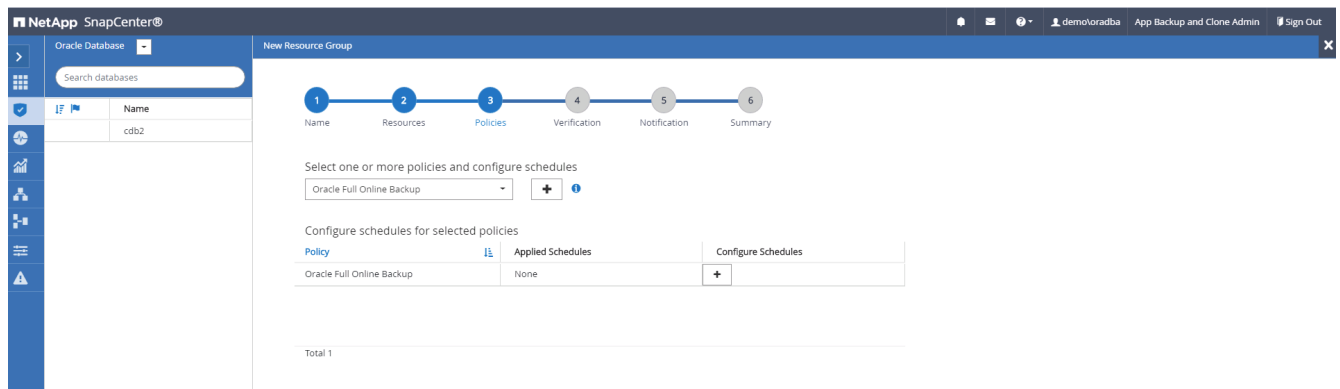 NetApp SnapCenter®
demo\oradba App Backup and Clone Admin Sign Out
Oracle Database
New Resource Group
Search databases
Name
cdb2
1 2 3 4 5 6
Name Resources Policies Verification Notification Summary
Select one or more policies and configure schedules
Oracle Full Online Backup
Configure schedules for selected policies
Policy Applied Schedules Configure Schedules
Oracle Full Online Backup None
Total 1